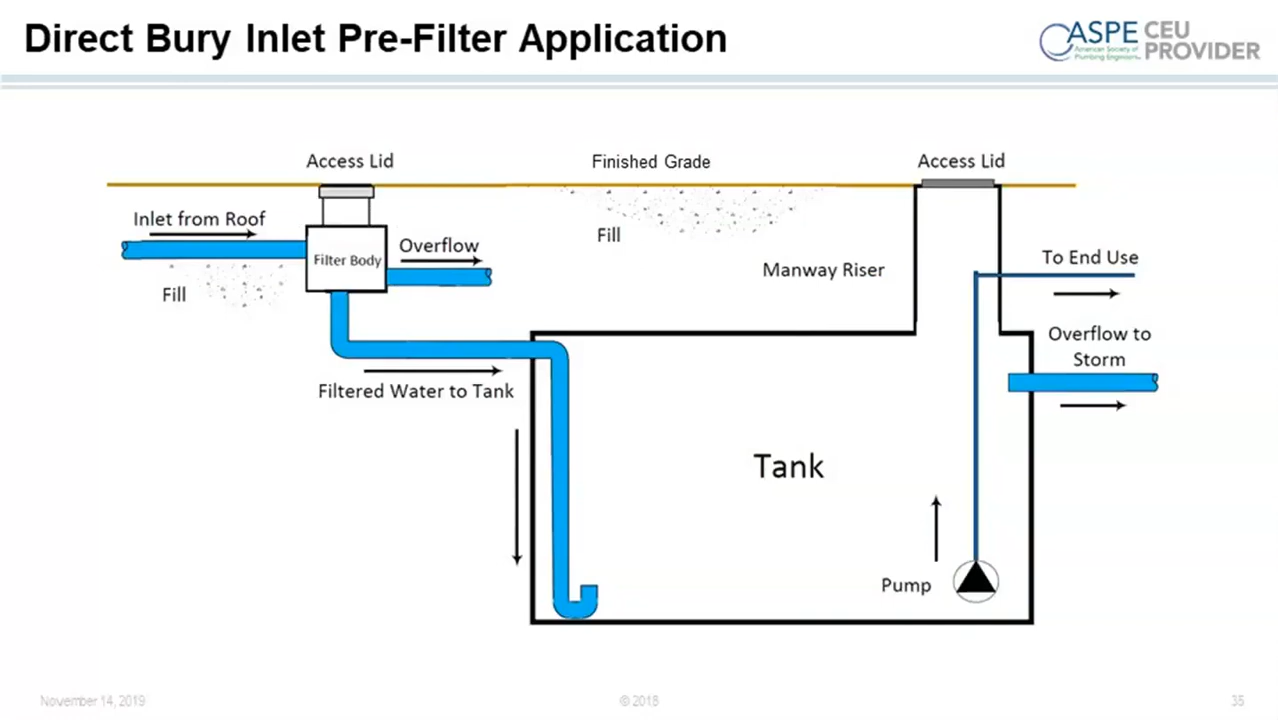 Direct Bury Inlet Pre-Filter Application
ASPE
American Society of
Plumbing Engineers
CEU
PROVIDER
Access Lid
Finished Grade
Access Lid
Inlet from Roof
Overflow
Fill
Filter Body
To End Use
Manway Riser
Fill
Overflow to
Storm
Filtered Water to Tank
Tank
Pump
November 14, 2019
© 2018
35